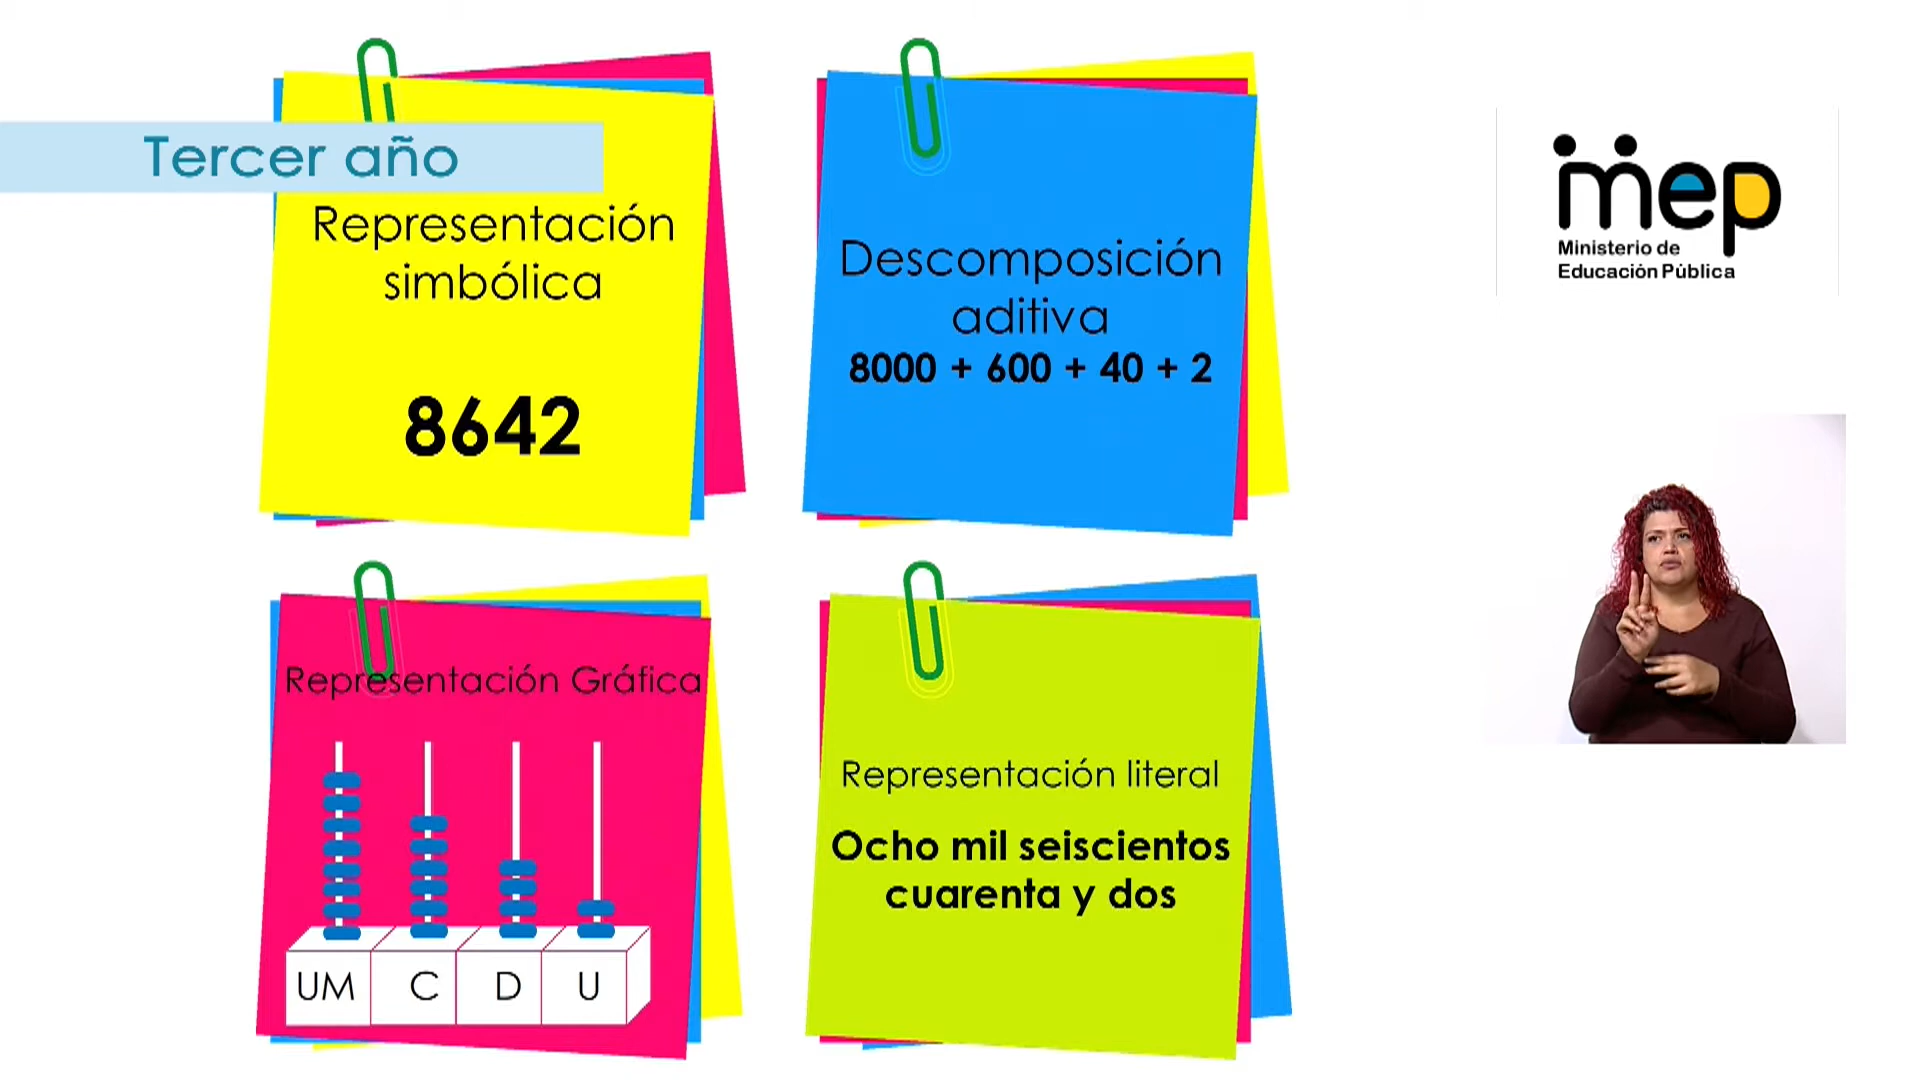 Tercer año
Representación
simbólica
8642
Descomposición
aditiva
8000 + 600 + 40 + 2
mep
Ministerio de
Educación Pública
Representación Gráfica
UM C D U
Representación literal
Ocho mil seiscientos
cuarenta y dos